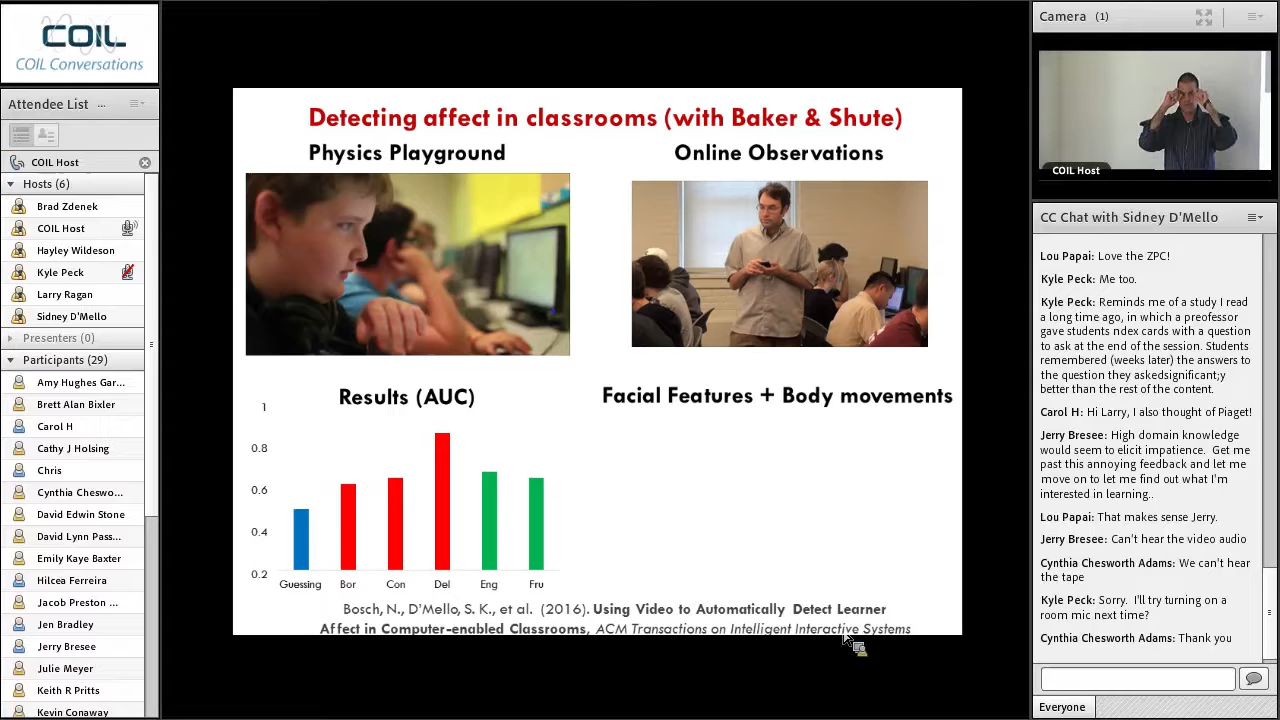 COIL
COIL Conversations
Attendee List ...
COIL Host
Hosts (6)
Brad Zdenek
COIL Host
Hayley Wildeson
Kyle Peck
Larry Ragan
Sidney D'Mello
Presenters (0)
Participants (29)
Amy Hughes Gar...
Brett Alan Bixler
Carol H
Cathy J Holsing
Chris
Cynthia Cheswo...
David Edwin Stone
David Lynn Pass...
Emily Kaye Baxter
Hilcea Ferreira
Jacob Preston ...
Jen Bradley
Jerry Bresee
Julie Meyer
Keith R Pritts
Kevin Conaway
Detecting affect in classrooms (with Baker & Shute)
Physics Playground
Online Observations
Results (AUC)
Facial Features + Body movements
1
0.8
0.6
0.4
0.2
Guessing Bor Con Del Eng Fru
Bosch, N., D'Mello, S. K., et al. (2016). Using Video to Automatically Detect Learner
Affect in Computer-enabled Classrooms, ACM Transactions on Intelligent Interactive Systems
Camera (1)
COIL Host
CC Chat with Sidney D'Mello
Lou Papai: Love the ZPC!
Kyle Peck: Me too.
Kyle Peck: Reminds me of a study I read
a long time ago, in which a preofessor
gave students ndex cards with a question
to ask at the end of the session. Students
remembered (weeks later) the answers to
the question they askedsignificant;y
better than the rest of the content.
Carol H: Hi Larry, I also thought of Piaget!
Jerry Bresee: High domain knowledge
would seem to elicit impatience. Get me
past this annoying feedback and let me
move on to let me find out what I'm
interested in learning..
Lou Papai: That makes sense Jerry.
Jerry Bresee: Can't hear the video audio
Cynthia Chesworth Adams: We can't hear
the tape
Kyle Peck: Sorry. I'll try turning on a
room mic next time?
Cynthia Chesworth Adams: Thank you
Everyone